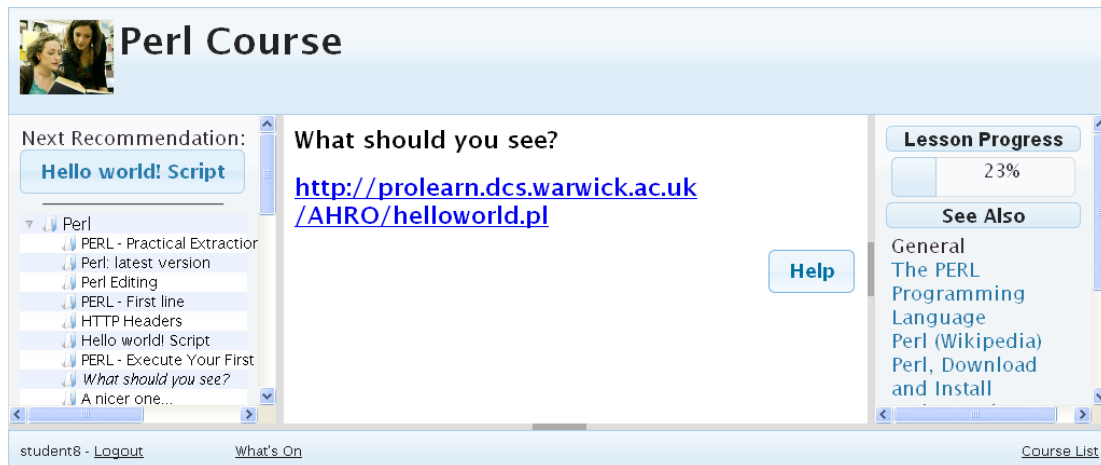 Perl Course
Next Recommendation:
Hello world! Script
Perl
PERL - Practical Extraction
Perl: latest version
Perl Editing
PERL - First line
HTTP Headers
Hello world! Script
PERL - Execute Your First
What should you see?
A nicer one...
What should you see?
http://prolearn.dcs.warwick.ac.uk
/AHRO/helloworld.pl
Help
Lesson Progress
23%
See Also
General
The PERL
Programming
Language
Perl (Wikipedia)
Perl, Download
and Install
student8 - Logout
What's On
Course List